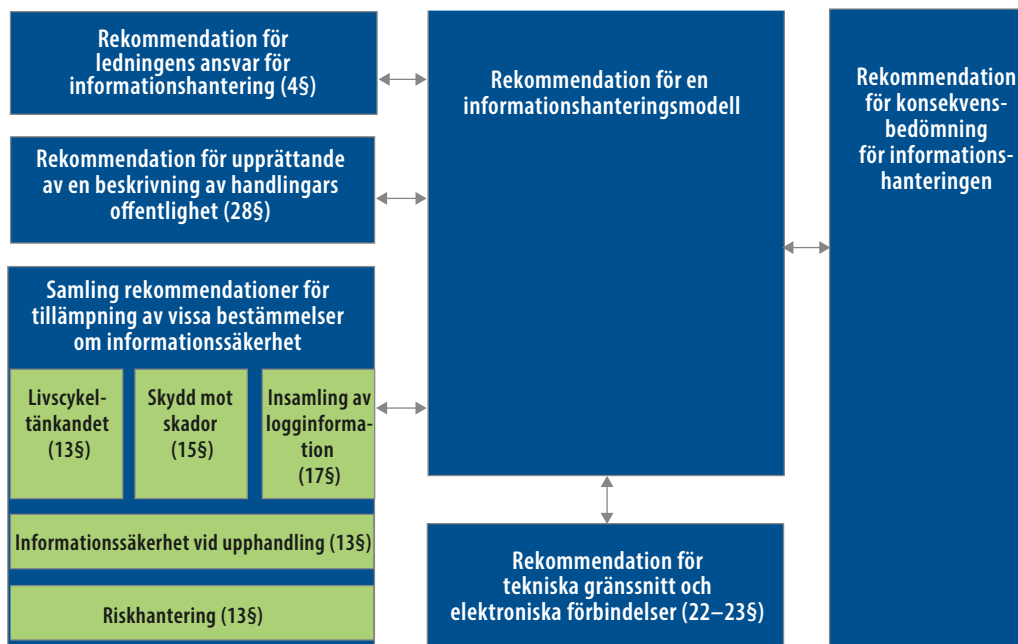 Rekommendation för
ledningens ansvar för
informationshantering (4§)
Rekommendation för upprättande
av en beskrivning av handlingars
offentlighet (28§)
Samling rekommendationer för
tillämpning av vissa bestämmelser
om informationssäkerhet
Livscykel-
tänkandet
(13§)
Skydd mot
skador
(15§)
Insamling av
logginforma-
tion
(17§)
Informationssäkerhet vid upphandling (13§)
Riskhantering (13§)
Rekommendation för en
informationshanteringsmodell
Rekommendation för
tekniska gränssnitt och
elektroniska förbindelser (22–23§)
Rekommendation
för konsekvens-
bedömning
för informations-
hanteringen